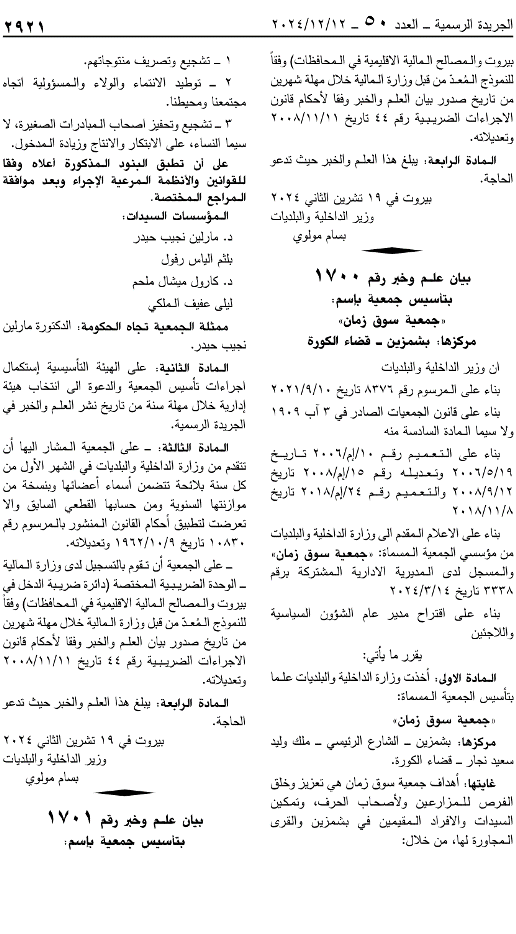 الجريدة الرسمية ــ العدد ٥٠ ــ ٢٠٢٤/١٢/١٢
٢٩٢١
بيروت والمصالح المالية الاقليمية في المحافظات) وفقاً
للنموذج المُعدّ من قبل وزارة المالية خلال مهلة شهرين
من تاريخ صدور بيان العلم والخبر وفقا لأحكام قانون
الاجراءات الضريبية رقم ٤٤ تاريخ ٢٠٠٨/١١/١١
وتعديلاته.
المادة الرابعة: يبلغ هذا العلم والخبر حيث تدعو
الحاجة.
بيروت في ١٩ تشرين الثاني ٢٠٢٤
وزير الداخلية والبلديات
بسام مولوي
بيان علم وخبر رقم ١٧٠٠
بتأسيس جمعية بإسم:
«جمعية سوق زمان»
مركزها: بشمزين ــ قضاء الكورة
ان وزير الداخلية والبلديات
بناء على المرسوم رقم ٨٣٧٦ تاريخ ٢٠٢١/٩/١٠
بناء على قانون الجمعيات الصادر في ٣ آب ١٩٠٩
ولا سيما المادة السادسة منه
بناء على التعميم رقم ١٠/إم/٢٠٠٦ تاريخ
٢٠٠٦/٥/١٩ وتعديله رقم ١٥/إم/٢٠٠٨ تاريخ
٢٠٠٨/٩/١٢ والتعميم رقم ٢٤/إم/٢٠١٨ تاريخ
٢٠١٨/١١/٨
بناء على الاعلام المقدم الى وزارة الداخلية والبلديات
من مؤسسي الجمعية المسماة: «جمعية سوق زمان»
والمسجل لدى المديرية الادارية المشتركة برقم
٣٣٣٨ تاريخ ٢٠٢٤/٣/١٤
بناء على اقتراح مدير عام الشؤون السياسية
واللاجئين
يقرر ما يأتي:
المادة الاولى: أخذت وزارة الداخلية والبلديات علما
بتأسيس الجمعية المسماة:
«جمعية سوق زمان»
مركزها: بشمزين ــ الشارع الرئيسي ــ ملك وليد
سعيد نجار ــ قضاء الكورة.
غايتها: أهداف جمعية سوق زمان هي تعزيز وخلق
الفرص للمزارعين ولأصحاب الحرف، وتمكين
السيدات والافراد المقيمين في بشمزين والقرى
المجاورة لها، من خلال:
١ ــ تشجيع وتصريف منتوجاتهم.
٢ ــ توطيد الانتماء والولاء والمسؤولية اتجاه
مجتمعنا ومحيطنا.
٣ ــ تشجيع وتحفيز اصحاب المبادرات الصغيرة، لا
سيما النساء، على الابتكار والانتاج وزيادة المدخول.
على أن تطبق البنود المذكورة أعلاه وفقا
للقوانين والأنظمة المرعية الإجراء وبعد موافقة
المراجع المختصة.
المؤسسات السيدات:
د. مارلين نجيب حيدر
بلثم الياس رفول
د. كارول ميشال ملحم
ليلى عفيف الملكي
ممثلة الجمعية تجاه الحكومة: الدكتورة مارلين
نجيب حيدر.
المادة الثانية: على الهيئة التأسيسية إستكمال
اجراءات تأسيس الجمعية والدعوة الى انتخاب هيئة
إدارية خلال مهلة سنة من تاريخ نشر العلم والخبر في
الجريدة الرسمية.
المادة الثالثة: ــ على الجمعية المشار اليها أن
تتقدم من وزارة الداخلية والبلديات في الشهر الأول من
كل سنة بلائحة تتضمن أسماء أعضائها وبنسخة من
موازنتها السنوية ومن حسابها القطعي السابق والا
تعرضت لتطبيق أحكام القانون المنشور بالمرسوم رقم
١٠٨٣٠ تاريخ ١٩٦٢/١٠/٩ وتعديلاته.
ــ على الجمعية أن تقوم بالتسجيل لدى وزارة المالية
ــ الوحدة الضريبية المختصة (دائرة ضريبة الدخل في
بيروت والمصالح المالية الاقليمية في المحافظات) وفقاً
للنموذج المُعدّ من قبل وزارة المالية خلال مهلة شهرين
من تاريخ صدور بيان العلم والخبر وفقا لأحكام قانون
الاجراءات الضريبية رقم ٤٤ تاريخ ٢٠٠٨/١١/١١
وتعديلاته.
المادة الرابعة: يبلغ هذا العلم والخبر حيث تدعو
الحاجة.
بيروت في ١٩ تشرين الثاني ٢٠٢٤
وزير الداخلية والبلديات
بسام مولوي
بيان علم وخبر رقم ١٧٠١
بتأسيس جمعية بإسم: